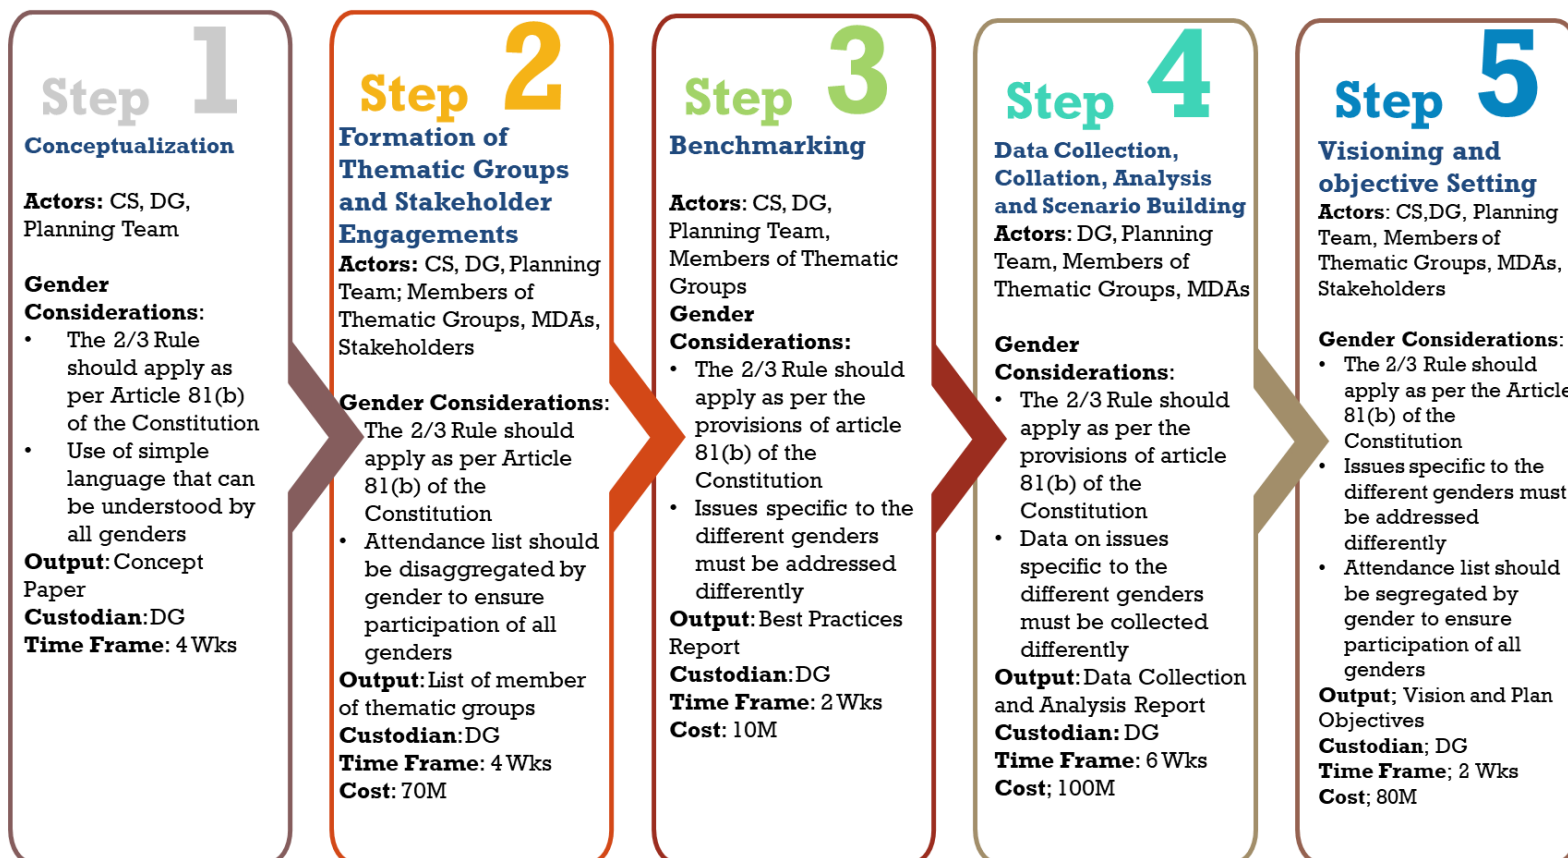 Step 1
Conceptualization
Actors: CS, DG,
Planning Team
Gender
Considerations:
• The 2/3 Rule
should apply as
per Article 81(b)
of the Constitution
• Use of simple
language that can
be understood by
all genders
Output: Concept
Paper
Custodian: DG
Time Frame: 4 Wks
Step 2
Formation of
Thematic Groups
and Stakeholder
Engagements
Actors: CS, DG, Planning
Team; Members of
Thematic Groups, MDAs,
Stakeholders
Gender Considerations:
The 2/3 Rule should
apply as per Article
81(b) of the
Constitution
• Attendance list should
be disaggregated by
gender to ensure
participation of all
genders
Output: List of member
of thematic groups
Custodian: DG
Time Frame: 4 Wks
Cost: 70M
Step 3
Benchmarking
Actors: CS, DG,
Planning Team,
Members of Thematic
Groups
Gender
Considerations:
• The 2/3 Rule should
apply as per the
provisions of article
81(b) of the
Constitution
• Issues specific to the
different genders
must be addressed
differently
Output: Best Practices
Report
Custodian: DG
Time Frame: 2 Wks
Cost: 10M
Step 4
Data Collection,
Collation, Analysis
and Scenario Building
Actors: DG, Planning
Team, Members of
Thematic Groups, MDAs
Gender
Considerations:
• The 2/3 Rule should
apply as per the
provisions of article
81(b) of the
Constitution
• Data on issues
specific to the
different genders
must be collected
differently
Output: Data Collection
and Analysis Report
Custodian: DG
Time Frame: 6 Wks
Cost; 100M
Step 5
Visioning and
objective Setting
Actors: CS,DG, Planning
Team, Members of
Thematic Groups, MDAs,
Stakeholders
Gender Considerations:
• The 2/3 Rule should
apply as per the Article
81(b) of the
Constitution
• Issues specific to the
different genders must
be addressed
differently
• Attendance list should
be segregated by
gender to ensure
participation of all
genders
Output; Vision and Plan
Objectives
Custodian; DG
Time Frame; 2 Wks
Cost; 80M